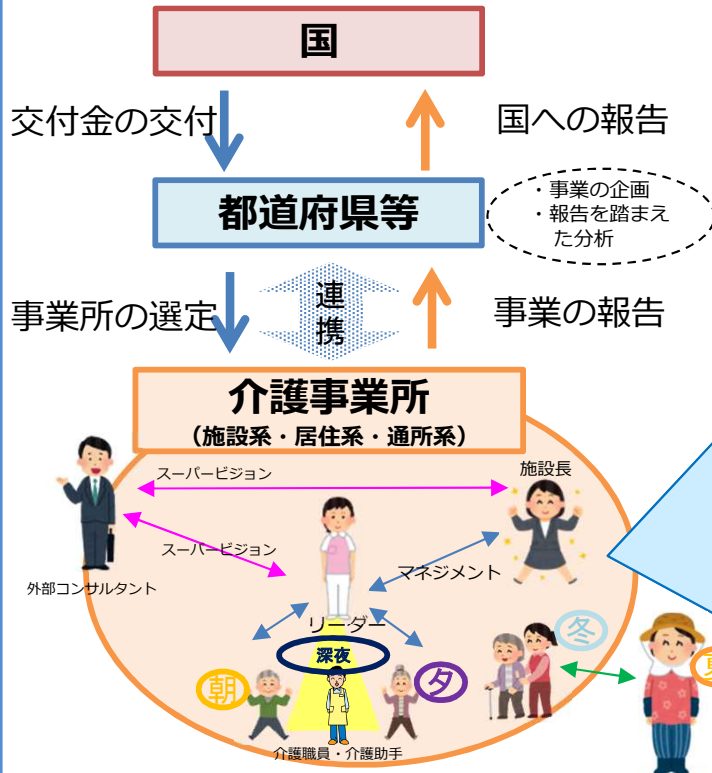 国
交付金の交付
国への報告
都道府県等
・事業の企画
・報告を踏まえ
た分析
事業所の選定
連携
事業の報告
介護事業所
(施設系・居住系・通所系)
スーパービジョン
施設長
スーパービジョン
マネジメント
外部コンサルタント
リーダー
冬
深夜
朝
夕
介護職員・介護助手